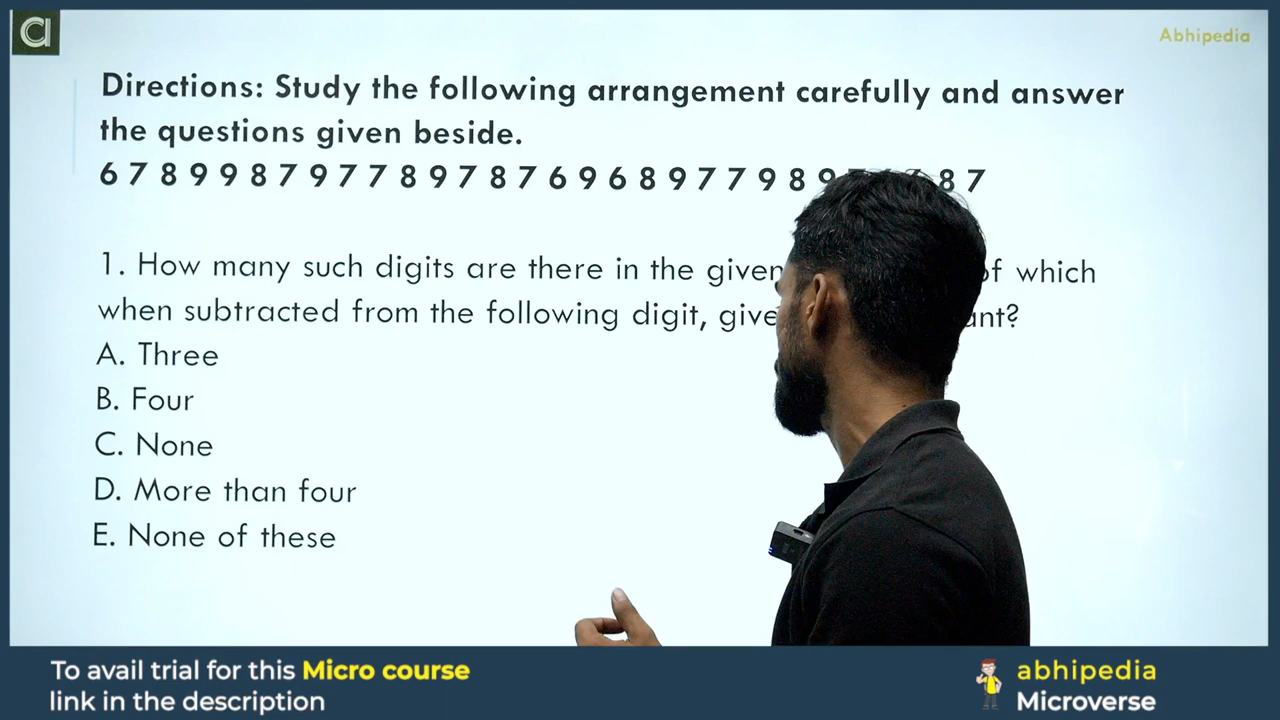 Abhipedia
Directions: Study the following arrangement carefully and answer
the questions given beside.
6 7 8 9 9 8 7 9 7 7 8 9 7 8 7 6 9 6 8 9 7 7 9 8 9 8 7
1. How many such digits are there in the given of which
when subtracted from the following digit, give
A. Three
B. Four
C. None
D. More than four
E. None of these
To avail trial for this Micro course
link in the description
abhipedia
Microverse